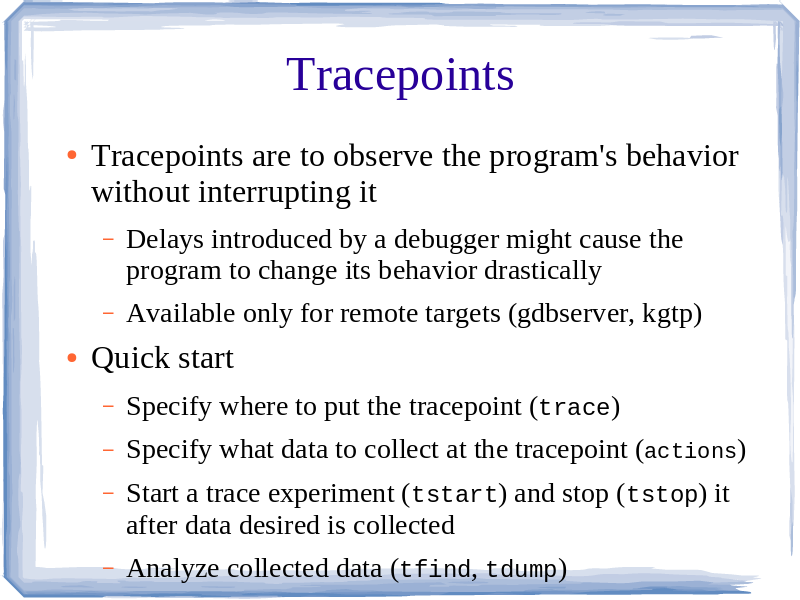 Tracepoints
• Tracepoints are to observe the program's behavior
without interrupting it
– Delays introduced by a debugger might cause the
program to change its behavior drastically
– Available only for remote targets (gdbserver, kgtp)
• Quick start
– Specify where to put the tracepoint (trace)
– Specify what data to collect at the tracepoint (actions)
– Start a trace experiment (tstart) and stop (tstop) it
after data desired is collected
– Analyze collected data (tfind, tdump)